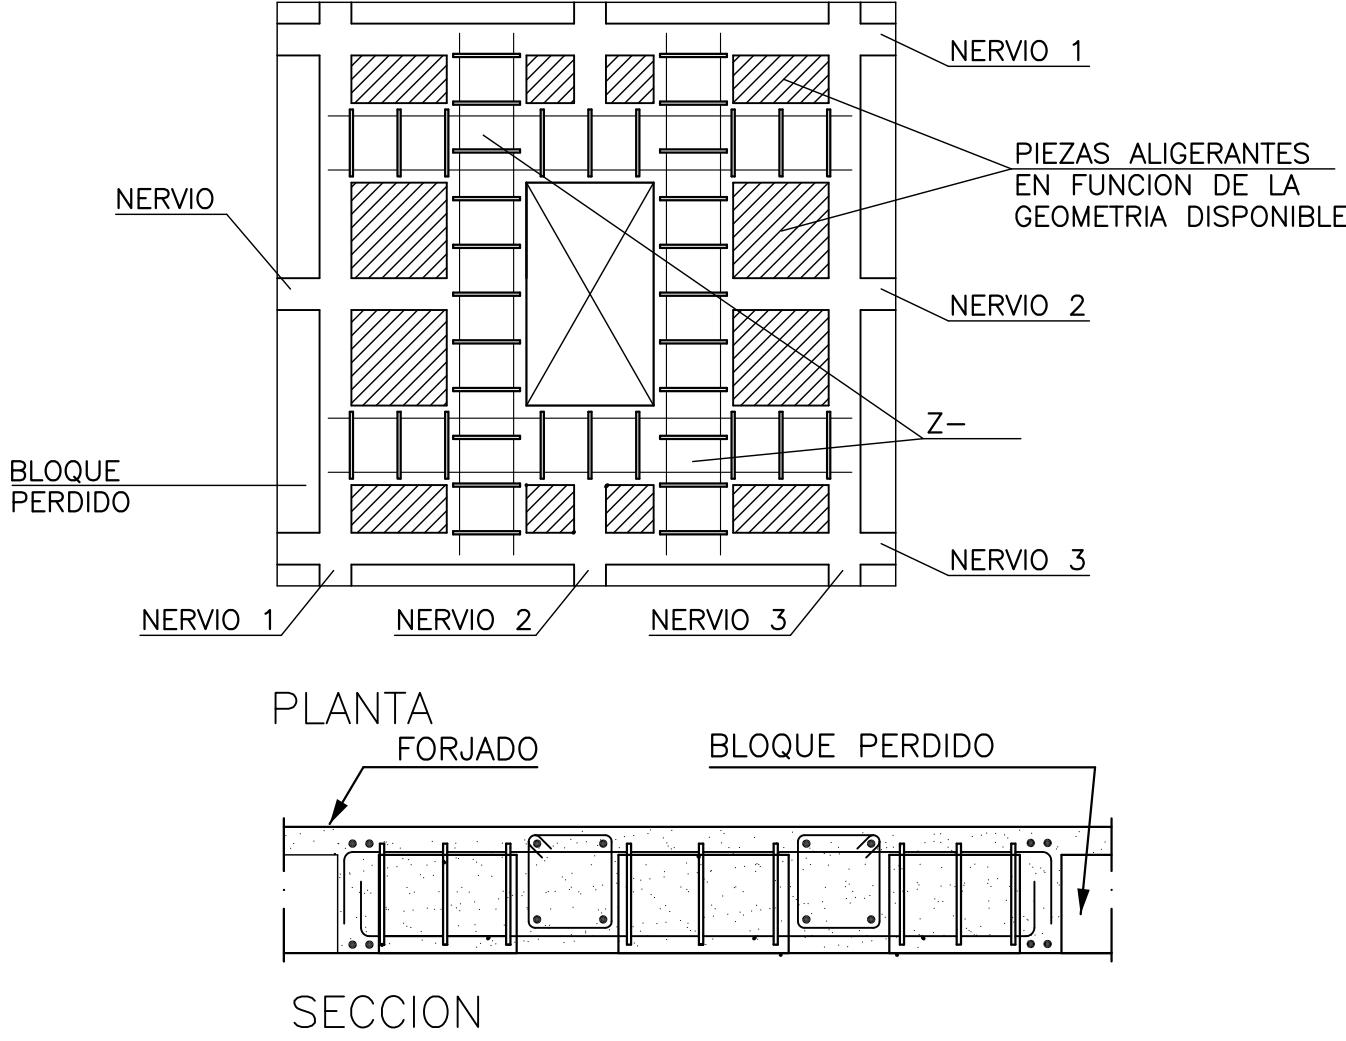 NERVIO 1
PIEZAS ALIGERANTES
EN FUNCION DE LA
GEOMETRIA DISPONIBLE
NERVIO
NERVIO 2
Z-
BLOQUE
PERDIDO
NERVIO 3
NERVIO 1
NERVIO 2
NERVIO 3
PLANTA
FORJADO
BLOQUE PERDIDO
SECCION